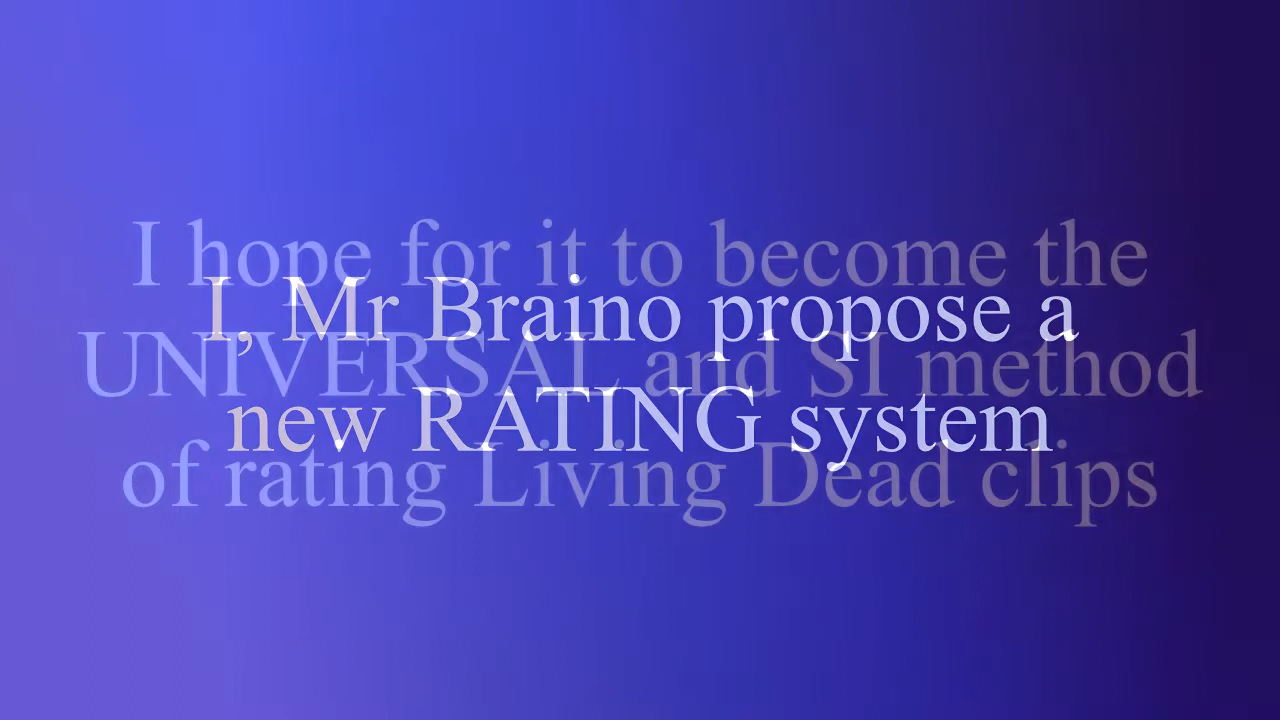 I hope for it to become the
I, Mr Braino propose a
UNIVERSAL and SI method
new RATING system
of rating Living Dead clips